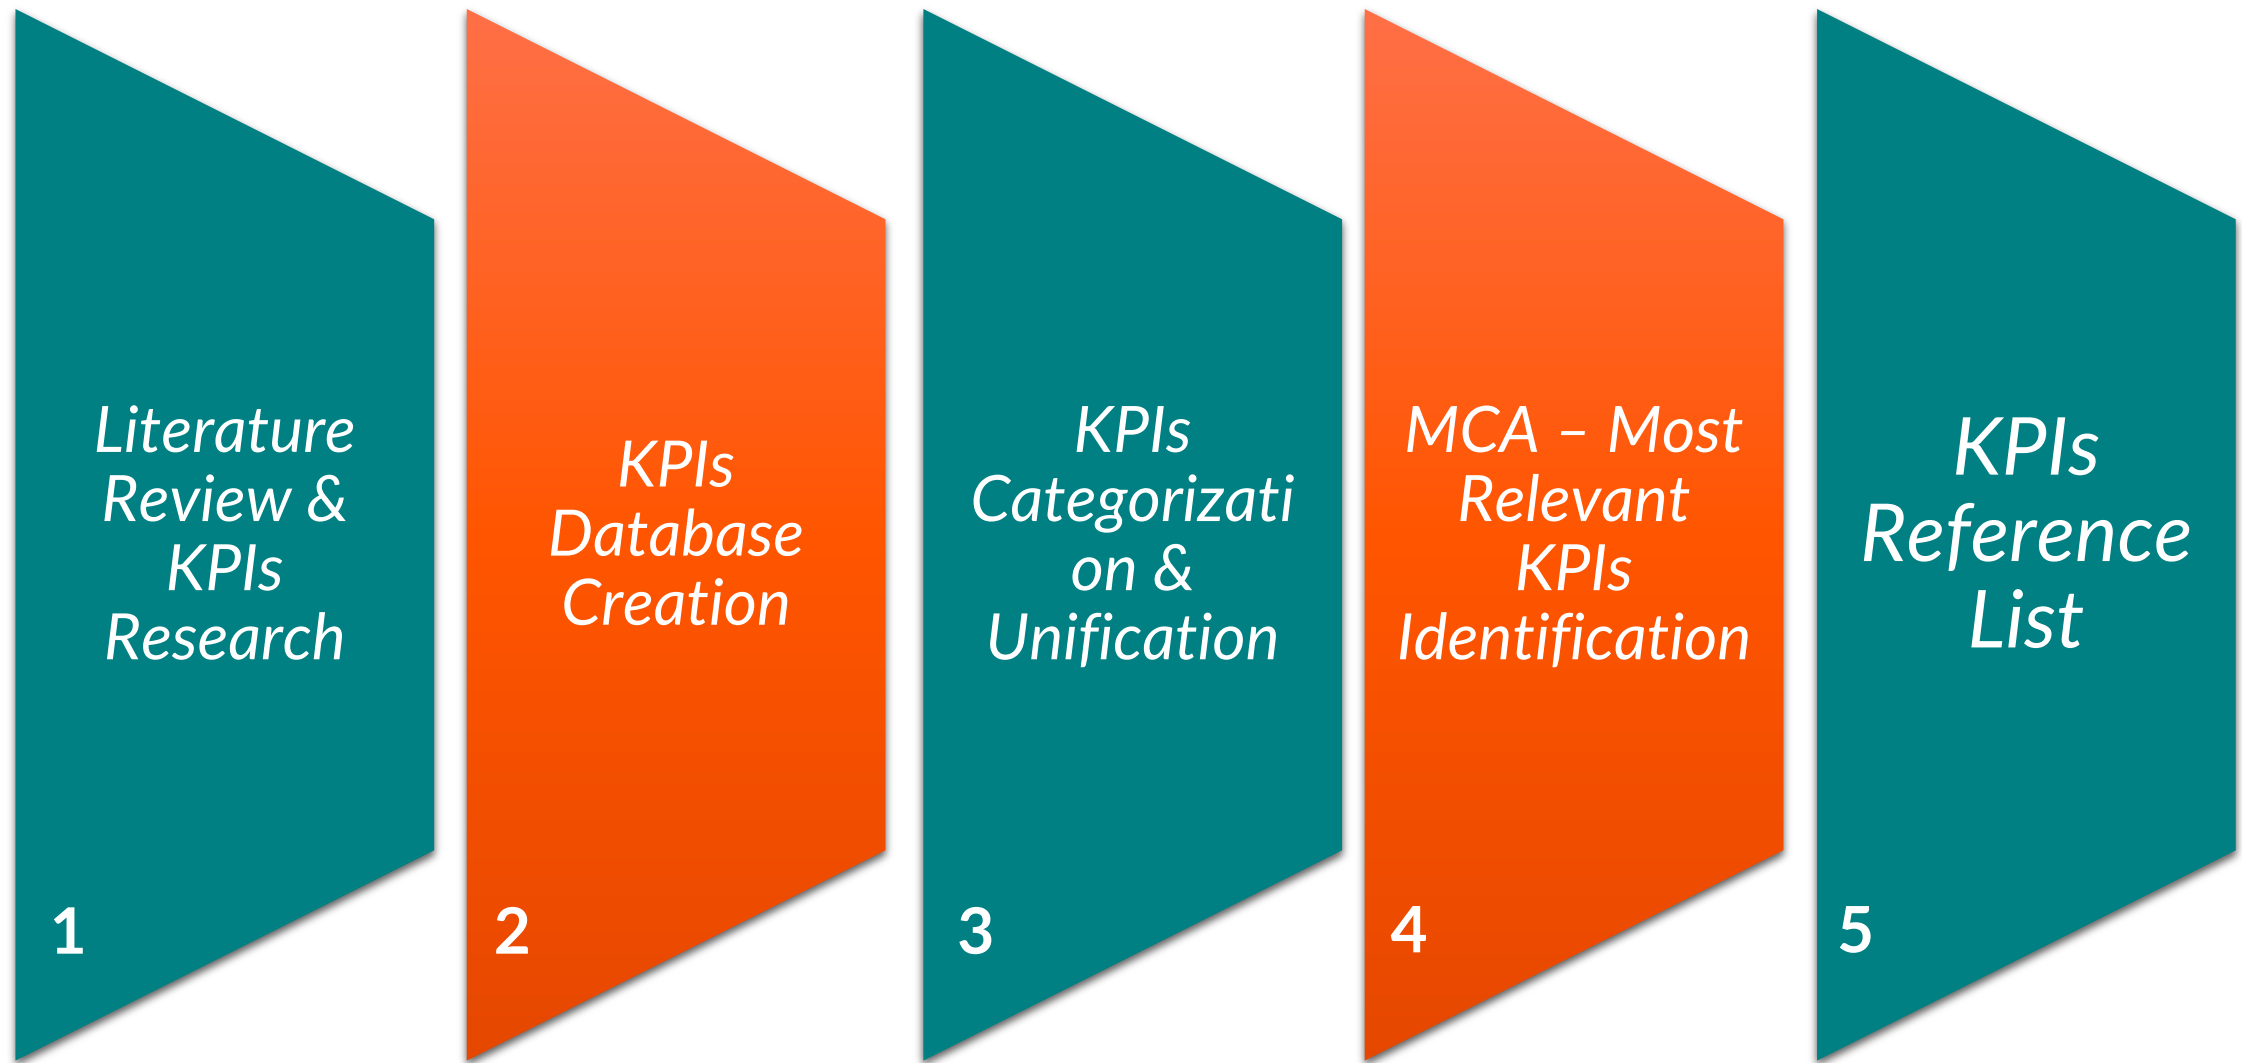 Literature
Review &
KPIs
Research
1
KPIs
Database
Creation
2
KPIs
Categorizati
on &
Unification
3
MCA – Most
Relevant
KPIs
Identification
4
KPIs
Reference
List
5